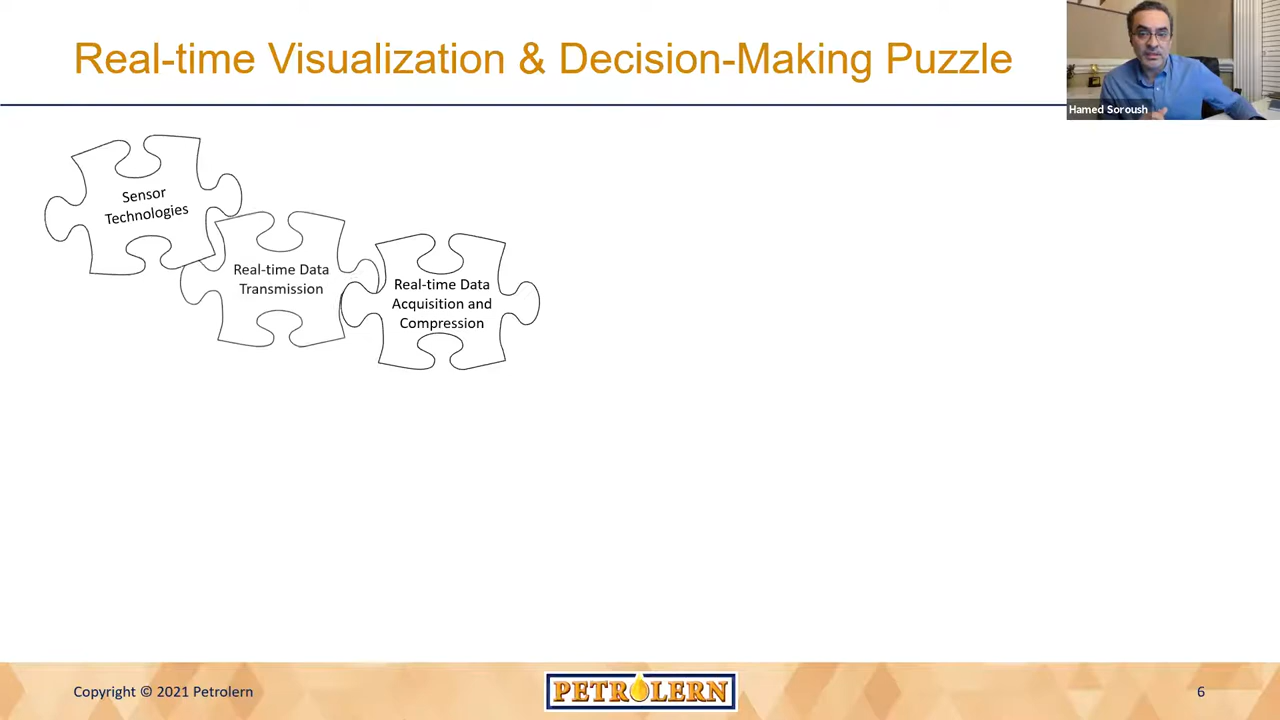 Real-time Visualization & Decision-Making Puzzle
Hamed Soroush
Sensor
Technologies
Real-time Data
Transmission
Real-time Data
Acquisition and
Compression
Copyright © 2021 Petrolern
PETROLERN
6